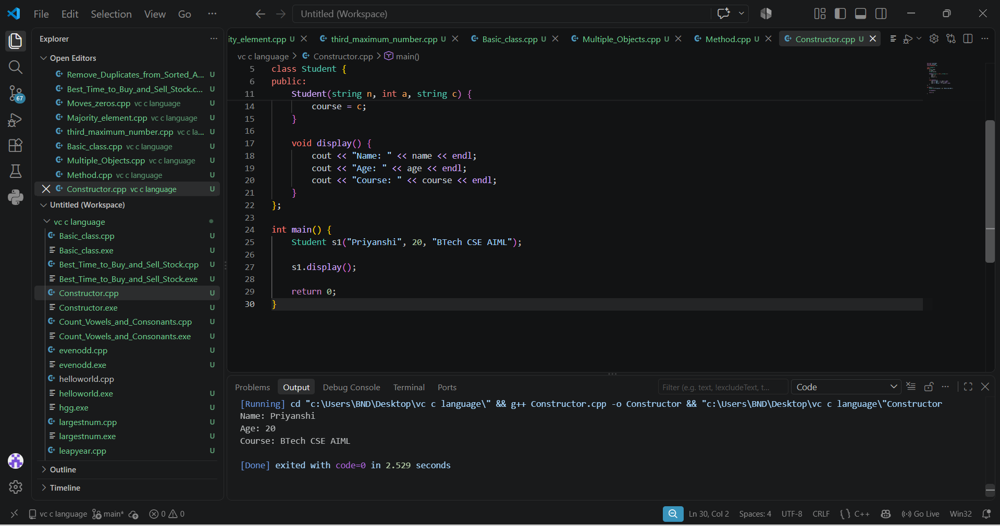 File Edit Selection View Go ···
Untitled (Workspace)
Explorer
Open Editors
Remove_Duplicates_from_Sorted_A... U
Best_Time_to_Buy_and_Sell_Stock.c... U
Moves_zeros.cpp vc c language U
Majority_element.cpp vc c language U
third_maximum_number.cpp vc c la... U
Basic_class.cpp vc c language U
Multiple_Objects.cpp vc c language U
Method.cpp vc c language U
Constructor.cpp vc c language U
Untitled (Workspace)
vc c language
Basic_class.cpp U
Basic_class.exe U
Best_Time_to_Buy_and_Sell_Stock.cpp U
Best_Time_to_Buy_and_Sell_Stock.exe U
Constructor.cpp U
Constructor.exe U
Count_Vowels_and_Consonants.cpp U
Count_Vowels_and_Consonants.exe U
evenodd.cpp U
evenodd.exe U
helloworld.cpp
helloworld.exe U
hgg.exe U
largestnum.cpp U
largestnum.exe U
leapyear.cpp U
Outline
Timeline
67
ity_element.cpp U third_maximum_number.cpp U Basic_class.cpp U Multiple_Objects.cpp U Method.cpp U Constructor.cpp U
vc c language > Constructor.cpp > main()
5 class Student {
6 public:
11 Student(string n, int a, string c) {
14 course = c;
15 }
16
17 void display() {
18 cout << "Name: " << name << endl;
19 cout << "Age: " << age << endl;
20 cout << "Course: " << course << endl;
21 }
22 };
23
24 int main() {
25 Student s1("Priyanshi", 20, "BTech CSE AIML");
26
27 s1.display();
28
29 return 0;
30 }
Problems Output Debug Console Terminal Ports
Filter (e.g. text, !excludeText, t...
Code
[Running] cd "c:\Users\BND\Desktop\vc c language\" && g++ Constructor.cpp -o Constructor && "c:\Users\BND\Desktop\vc c language\"Constructor
Name: Priyanshi
Age: 20
Course: BTech CSE AIML
[Done] exited with code=0 in 2.529 seconds
vc c language main* 0 0
Ln 30, Col 2 Spaces: 4 UTF-8 CRLF {} C++ Go Live Win32